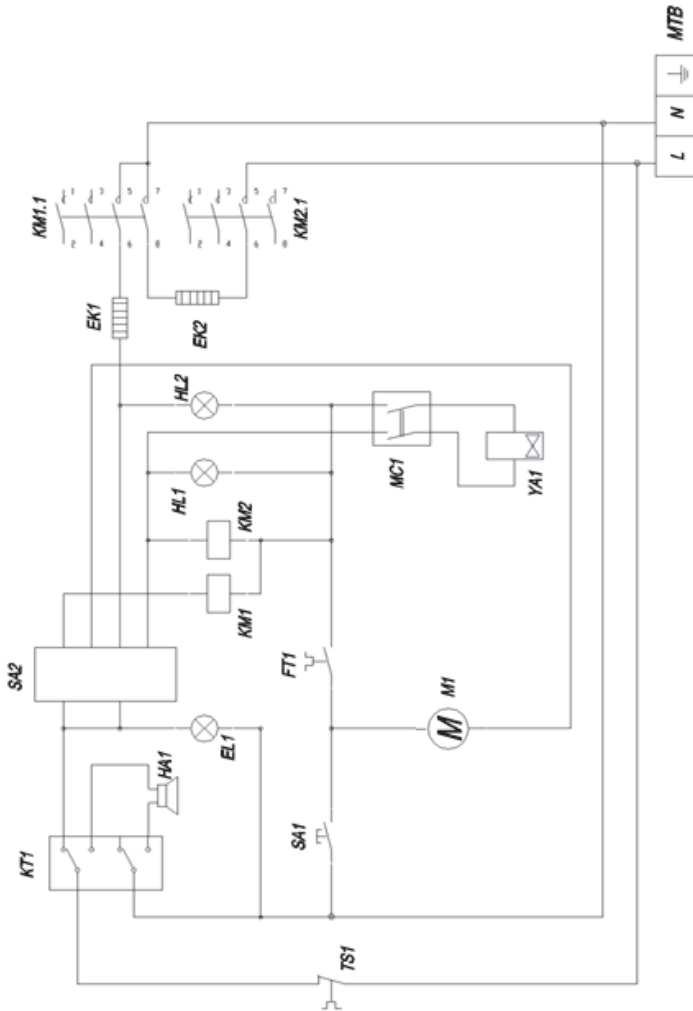 SA2
KT1
KM1.1
2 1
4 3
6 5
8 7
EK1
HA1
HL1
HL2
EK2
2 1
4 3
6 5
8 7
EL1
KM1
KM2
KM2.1
FT1
SA1
TS1
MC1
M1
M
YA1
L N
MTB